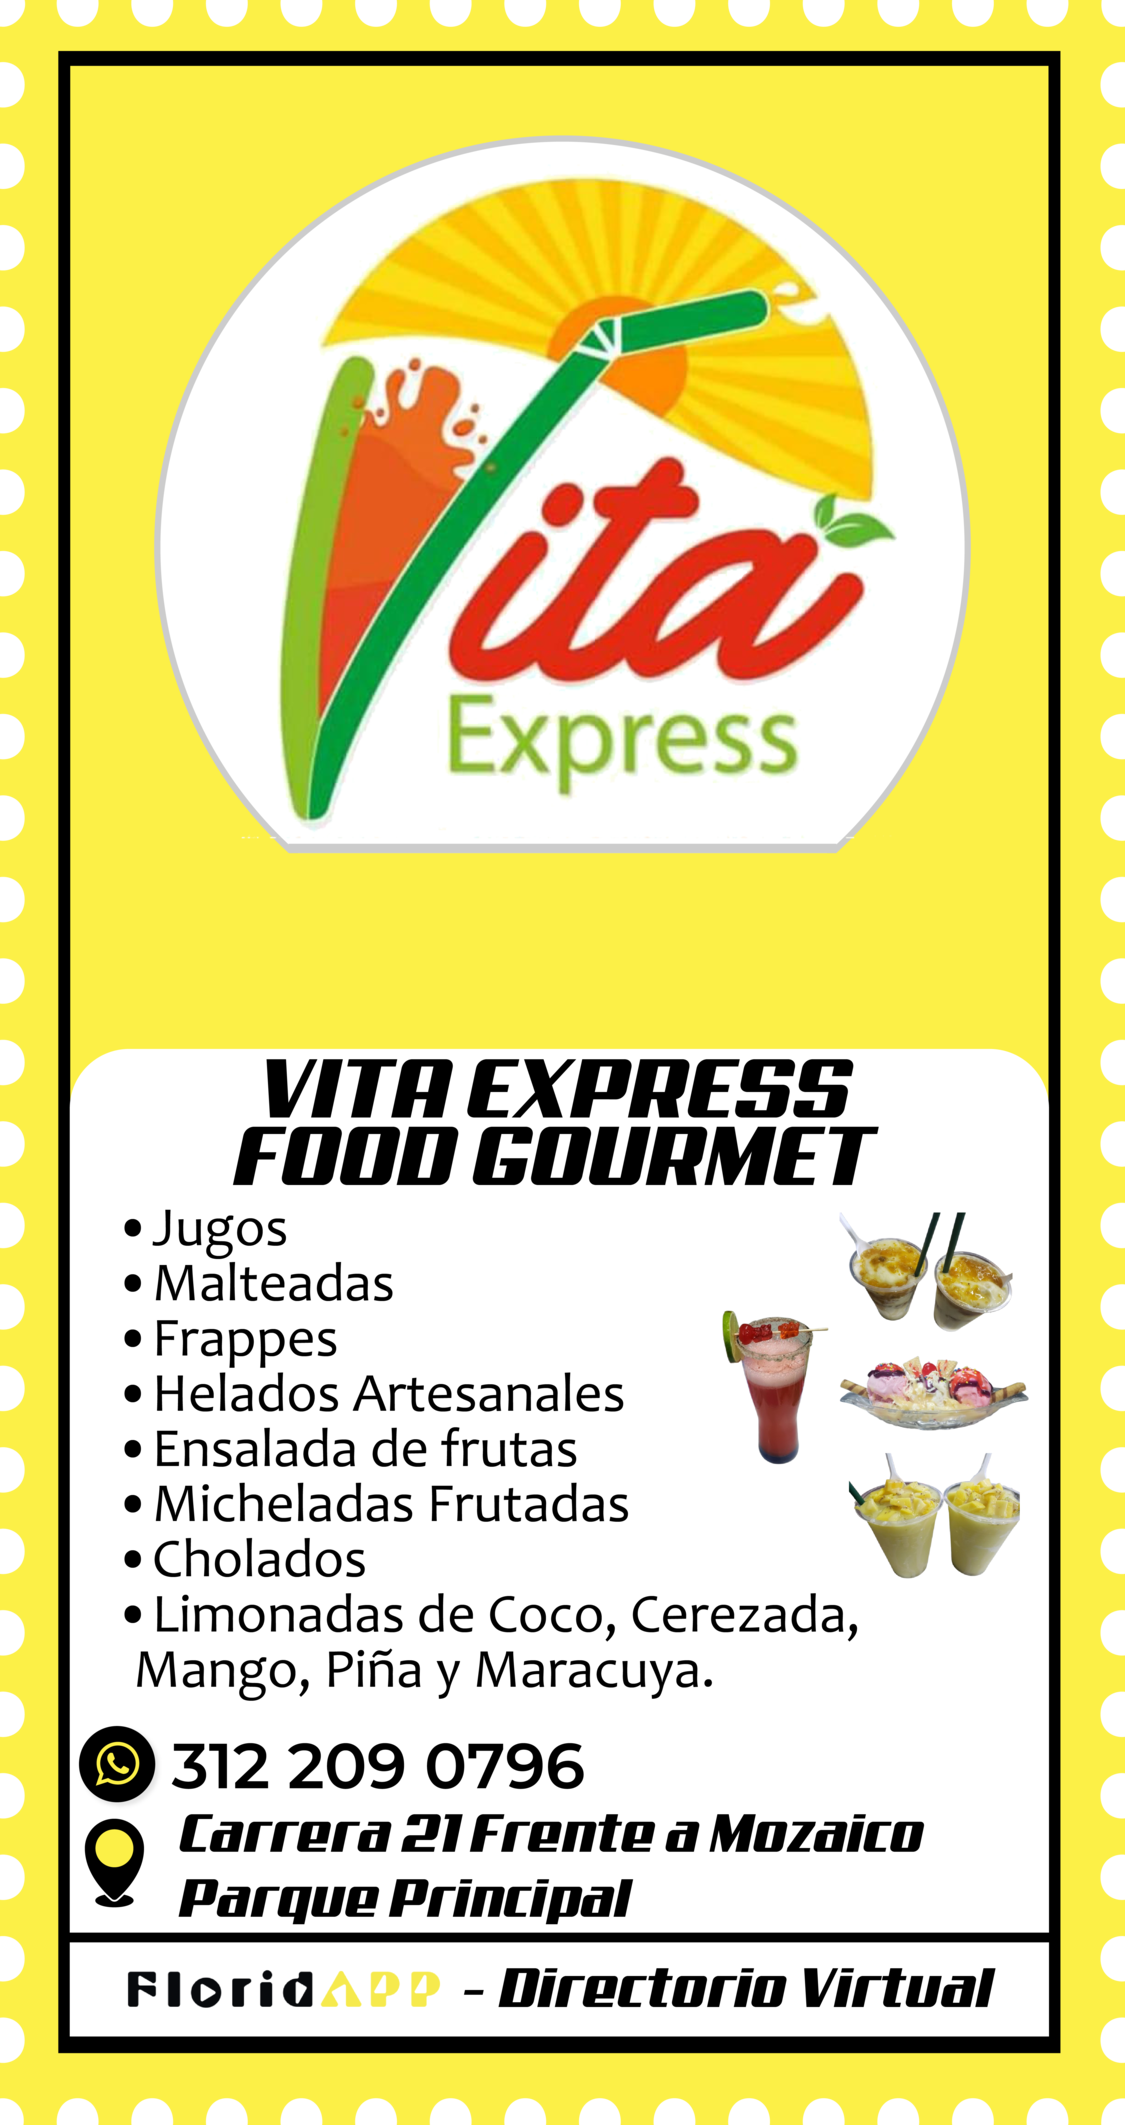 Vita
Express
VITA EXPRESS
FOOD GOURMET
• Jugos
• Malteadas
• Frappes
• Helados Artesanales
• Ensalada de frutas
• Micheladas Frutadas
• Cholados
• Limonadas de Coco, Cerezada,
Mango, Piña y Maracuya.
312 209 0796
Carrera 21 Frente a Mozaico
Parque Principal
FloridAPP - Directorio Virtual